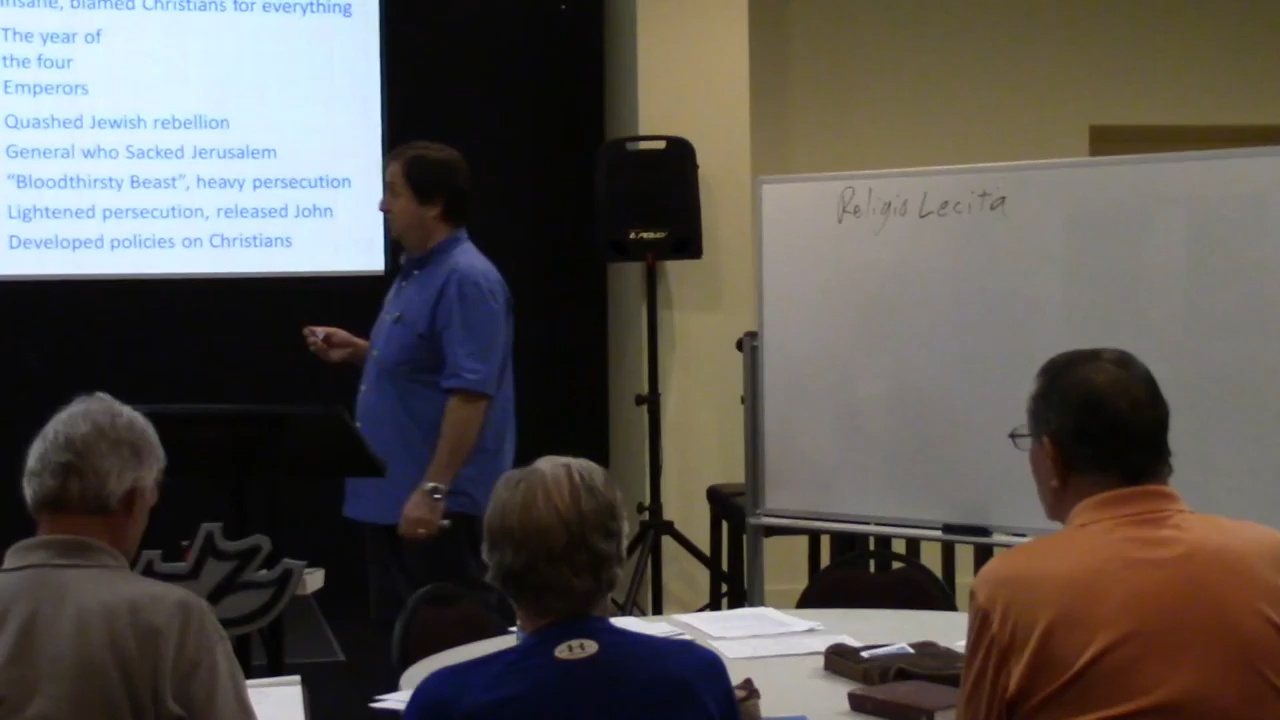 Insane, blamed Christians for everything
The year of
the four
Emperors
Quashed Jewish rebellion
General who Sacked Jerusalem
“Bloodthirsty Beast”, heavy persecution
Lightened persecution, released John
Developed policies on Christians
Religio Lecita
PEAVEY